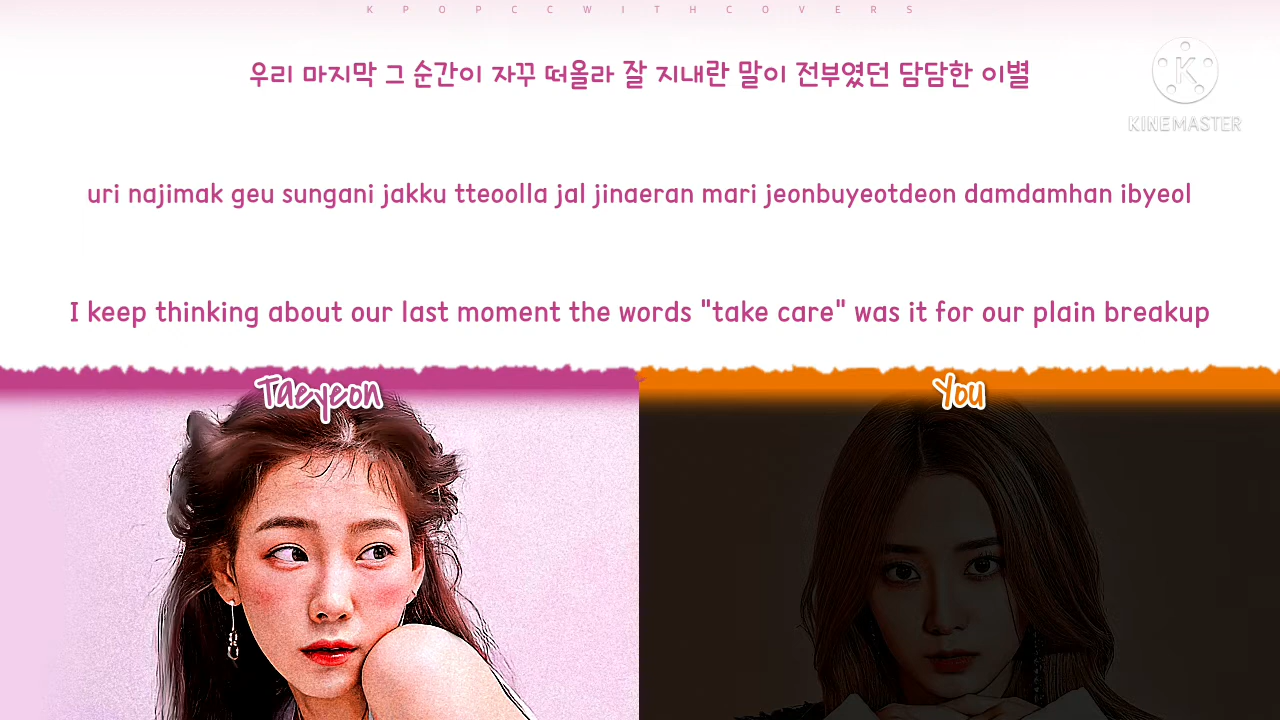 KPOPCCWITHCOVERS
우리 마지막 그 순간이 자꾸 떠올라 잘 지내란 말이 전부였던 담담한 이별
KINEMASTER
uri najimak geu sungani jakku tteoolla jal jinaeran mari jeonbuyeotdeon damdamhan ibyeol
I keep thinking about our last moment the words "take care" was it for our plain breakup
Taeyeon
You